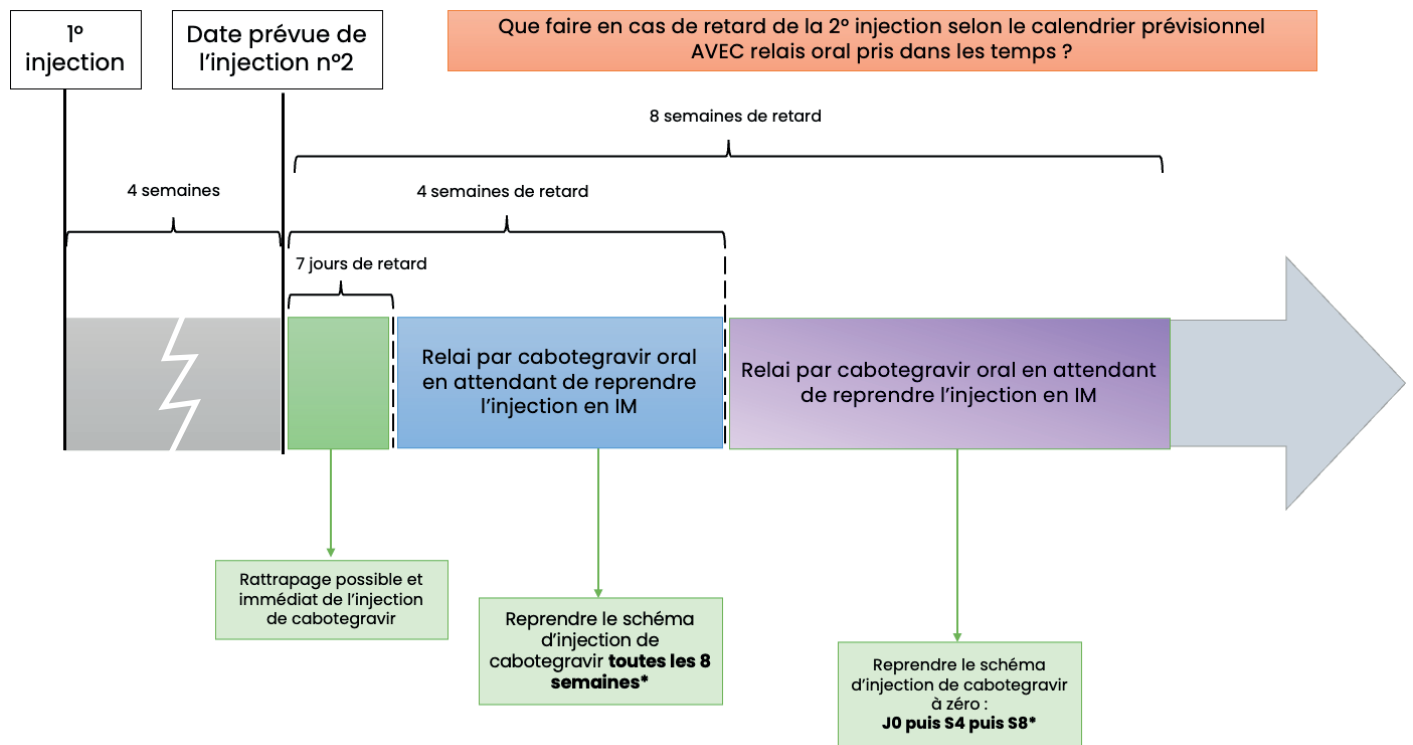 1°
injection
Date prévue de
l’injection n°2
Que faire en cas de retard de la 2° injection selon le calendrier prévisionnel
AVEC relais oral pris dans les temps ?
8 semaines de retard
4 semaines
4 semaines de retard
7 jours de retard
Relai par cabotegravir oral
en attendant de reprendre
l’injection en IM
Relai par cabotegravir oral en attendant
de reprendre l’injection en IM
Rattrapage possible et
immédiat de l’injection
de cabotegravir
Reprendre le schéma
d’injection de
cabotegravir toutes les 8
semaines*
Reprendre le schéma
d’injection de cabotegravir
à zéro :
J0 puis S4 puis S8*